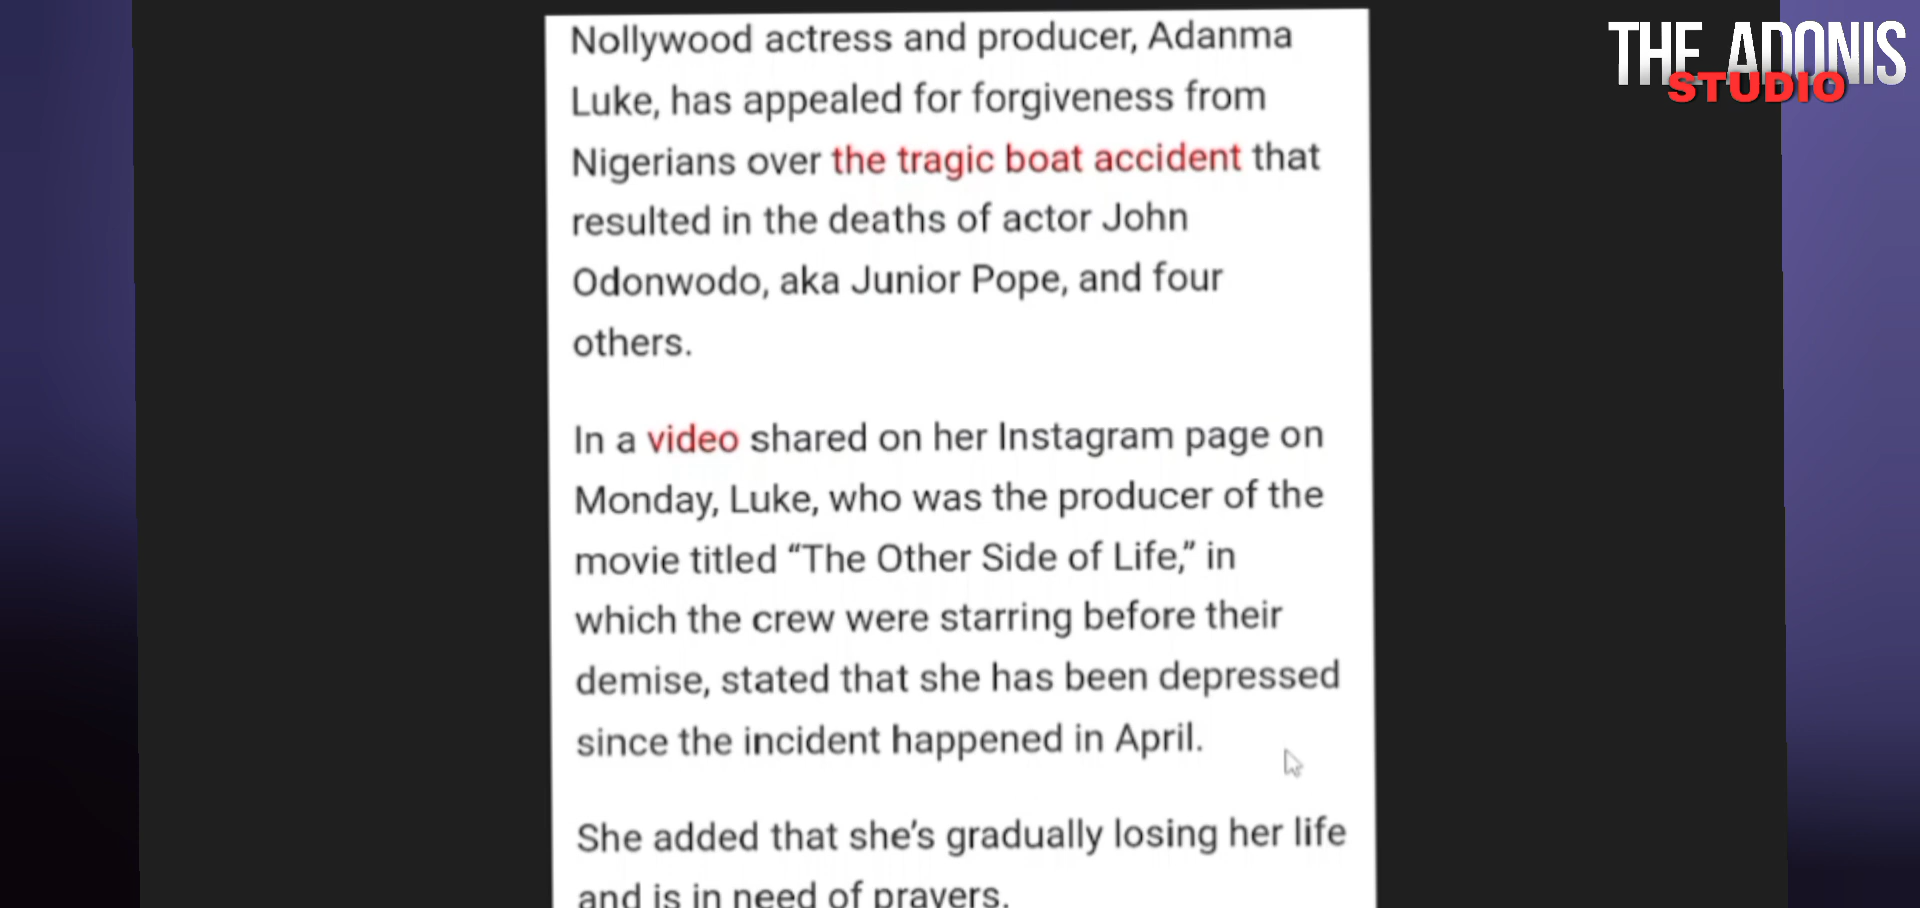 THE ADONIS
STUDIO
Nollywood actress and producer, Adanma
Luke, has appealed for forgiveness from
Nigerians over the tragic boat accident that
resulted in the deaths of actor John
Odonwodo, aka Junior Pope, and four
others.
In a video shared on her Instagram page on
Monday, Luke, who was the producer of the
movie titled “The Other Side of Life,” in
which the crew were starring before their
demise, stated that she has been depressed
since the incident happened in April.
She added that she’s gradually losing her life
and is in need of prayers.